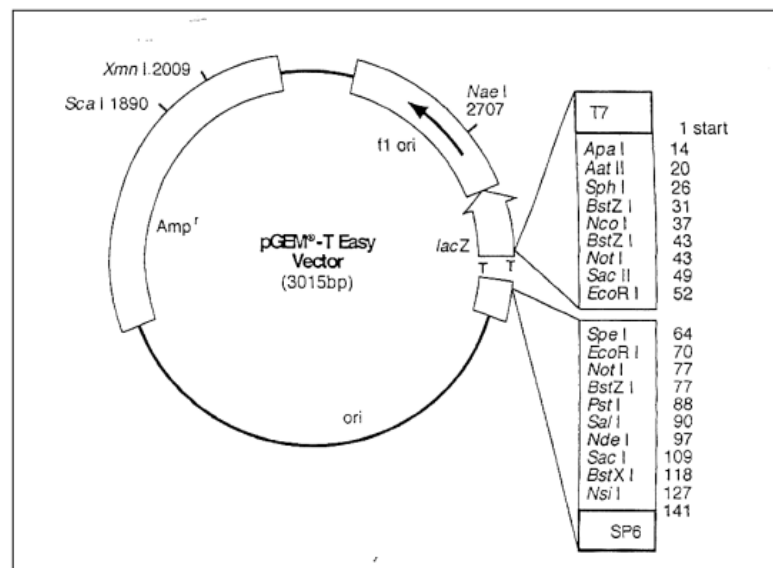 Xmn I 2009
Sca I 1890
Nae I
2707
f1 ori
Amp r
pGEM®-T Easy
Vector
(3015bp)
lacZ
T T
ori
T7
1 start
Apa I 14
Aat II 20
Sph I 26
BstZ I 31
Nco I 37
BstZ I 43
Not I 43
Sac II 49
EcoR I 52
Spe I 64
EcoR I 70
Not I 77
BstZ I 77
Pst I 88
Sal I 90
Nde I 97
Sac I 109
BstX I 118
Nsi I 127
141
SP6